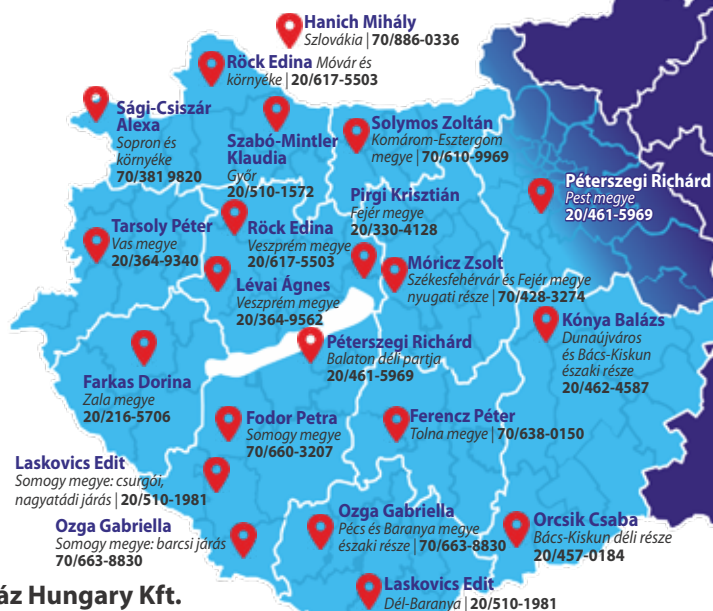 Hanich Mihály
Szlovákia | 70/886-0336
Röck Edina Móvár és
környéke | 20/617-5503
Sági-Csiszár
Alexa
Sopron és
környéke
70/381 9820
Szabó-Mintler
Klaudia
Győr
20/510-1572
Solymos Zoltán
Komárom-Esztergom
megye | 70/610-9969
Péterszegi Richárd
Pest megye
20/461-5969
Pirgi Krisztián
Fejér megye
20/330-4128
Tarsoly Péter
Vas megye
20/364-9340
Röck Edina
Veszprém megye
20/617-5503
Móricz Zsolt
Székesfehérvár és Fejér megye
nyugati része | 70/428-3274
Lévai Ágnes
Veszprém megye
20/364-9562
Kónya Balázs
Dunaújváros
és Bács-Kiskun
északi része
20/462-4587
Péterszegi Richárd
Balaton déli partja
20/461-5969
Farkas Dorina
Zala megye
20/216-5706
Fodor Petra
Somogy megye
70/660-3207
Ferencz Péter
Tolna megye | 70/638-0150
Laskovics Edit
Somogy megye: csurgói,
nagyatádi járás | 20/510-1981
Ozga Gabriella
Somogy megye: barcsi járás
70/663-8830
Ozga Gabriella
Pécs és Baranya megye
északi része | 70/663-8830
Orcsik Csaba
Bács-Kiskun déli része
20/457-0184
Laskovics Edit
Dél-Baranya | 20/510-1981
áz Hungary Kft.